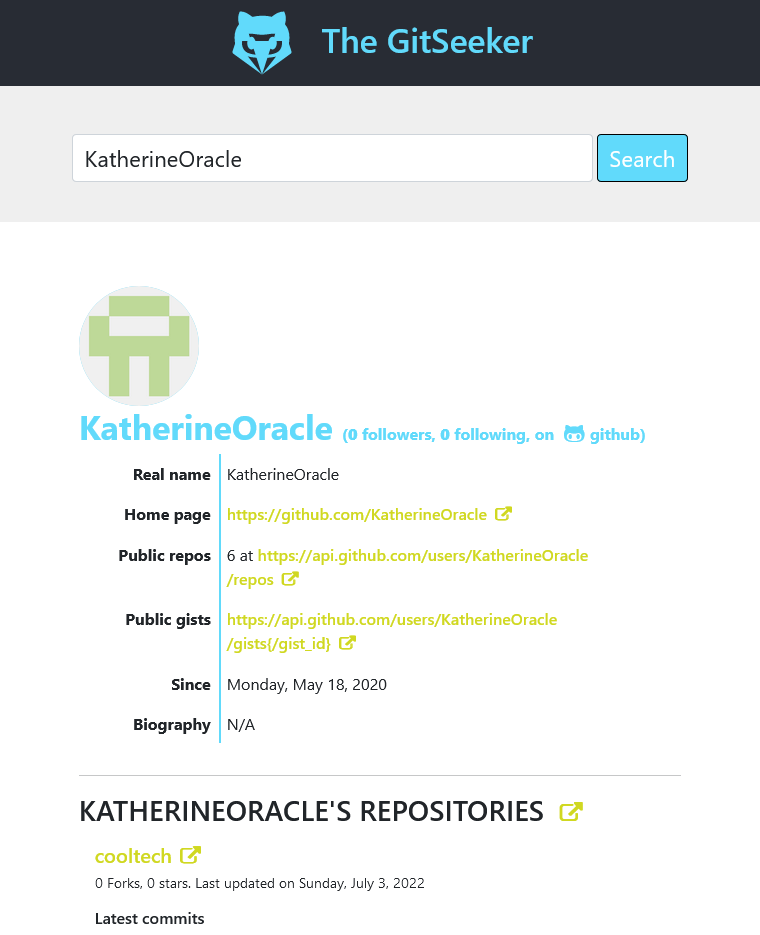 The GitSeeker
KatherineOracle
Search
KatherineOracle (0 followers, 0 following, on github)
Real name KatherineOracle
Home page https://github.com/KatherineOracle
Public repos 6 at https://api.github.com/users/KatherineOracle
/repos
Public gists https://api.github.com/users/KatherineOracle
/gists{/gist_id}
Since Monday, May 18, 2020
Biography N/A
KATHERINEORACLE'S REPOSITORIES
cooltech
0 Forks, 0 stars. Last updated on Sunday, July 3, 2022
Latest commits